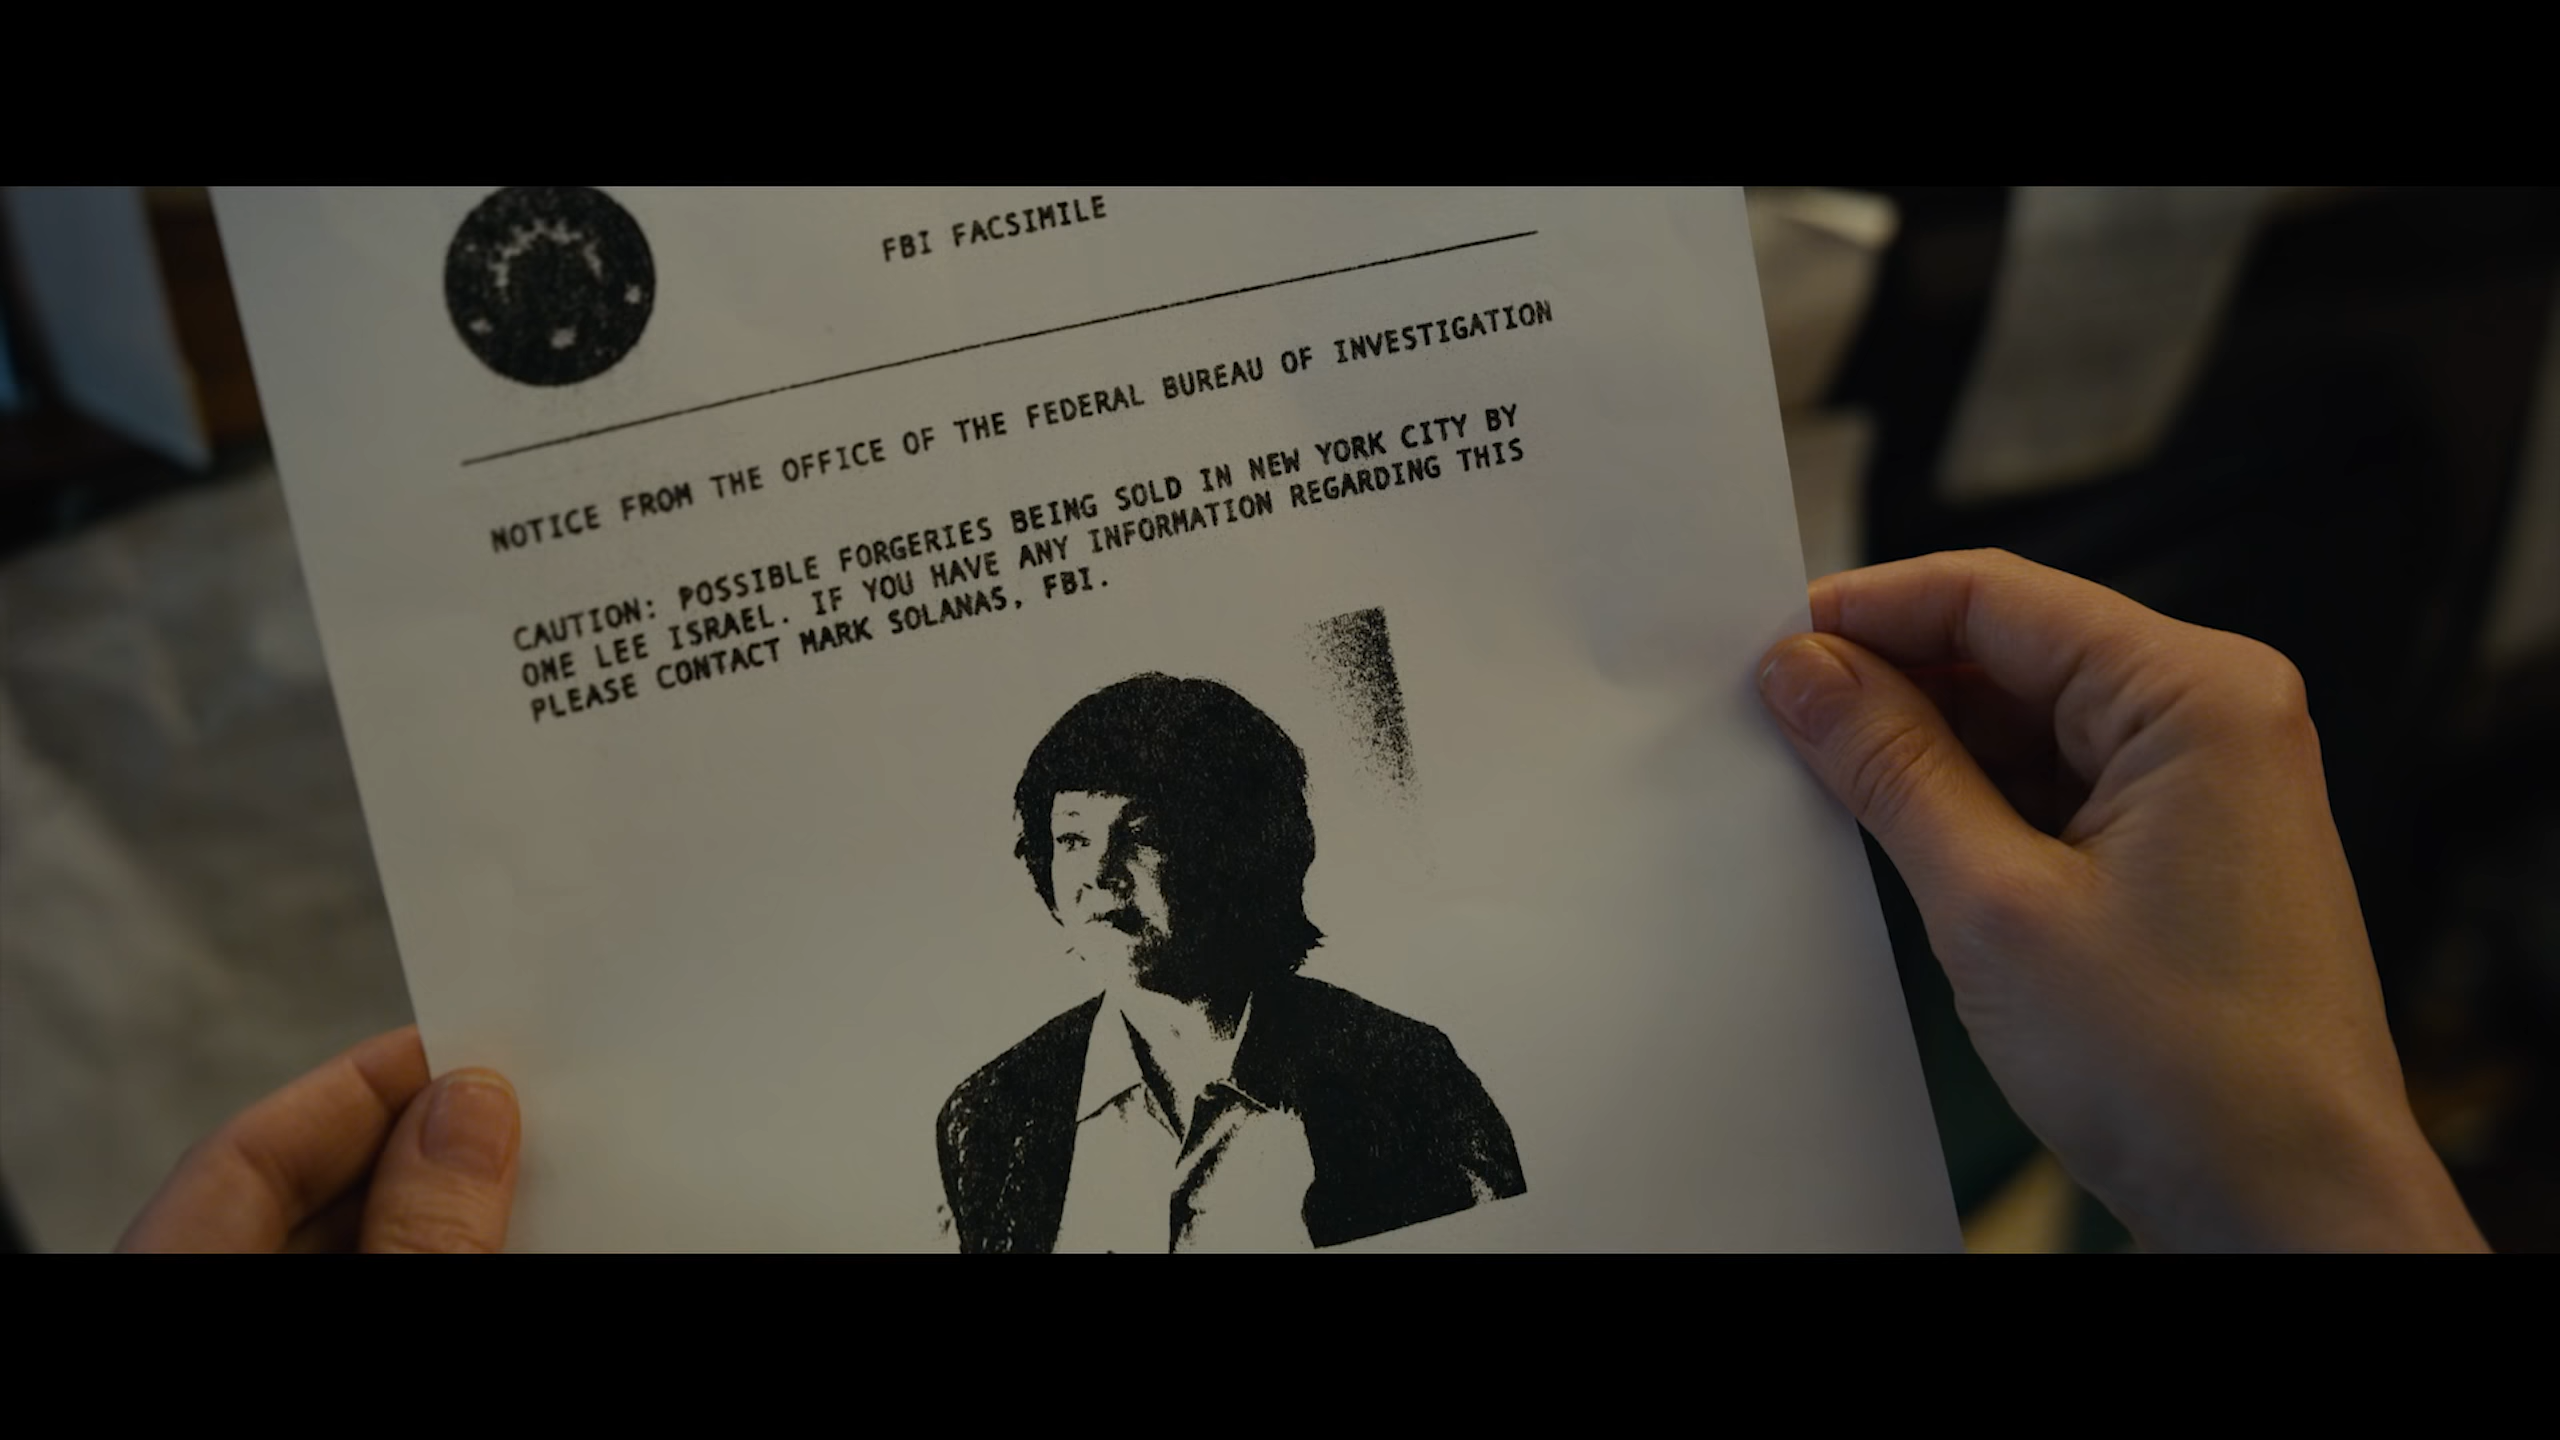 FBI FACSIMILE
NOTICE FROM THE OFFICE OF THE FEDERAL BUREAU OF INVESTIGATION
CAUTION: POSSIBLE FORGERIES BEING SOLD IN NEW YORK CITY BY
ONE LEE ISRAEL. IF YOU HAVE ANY INFORMATION REGARDING THIS
PLEASE CONTACT MARK SOLANAS, FBI.